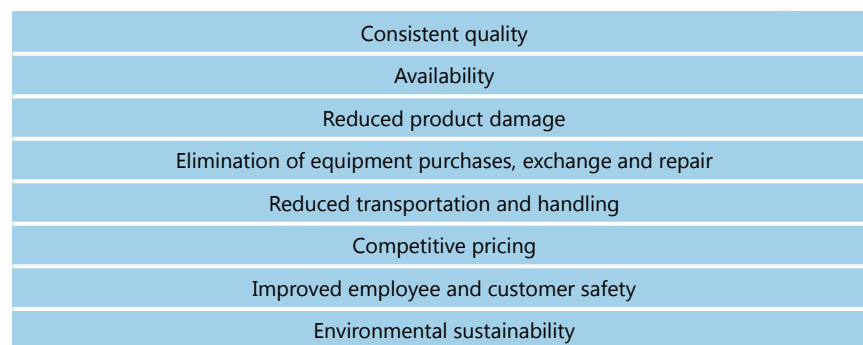 Consistent quality
Availability
Reduced product damage
Elimination of equipment purchases, exchange and repair
Reduced transportation and handling
Competitive pricing
Improved employee and customer safety
Environmental sustainability